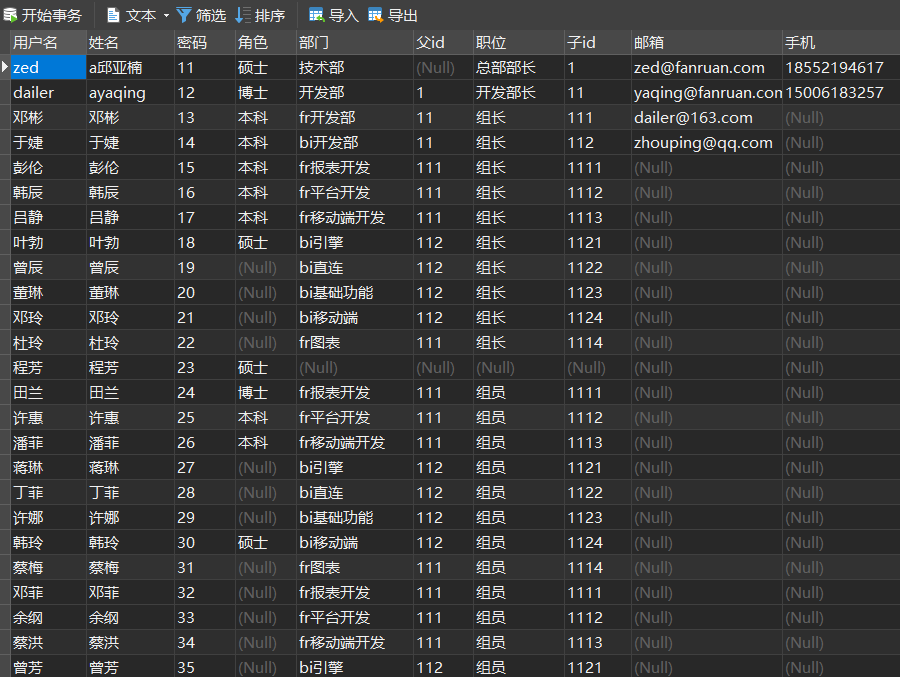 开始事务 文本 筛选 排序 导入 导出
用户名 姓名 密码 角色 部门 父id 职位 子id 邮箱 手机
zed a邱亚楠 11 硕士 技术部 (Null) 总部部长 1 zed@fanruan.com 18552194617
dailer ayaqing 12 博士 开发部 1 开发部长 11 yaqing@fanruan.con 15006183257
邓彬 邓彬 13 本科 fr开发部 11 组长 111 dailer@163.com (Null)
于婕 于婕 14 本科 bi开发部 11 组长 112 zhouping@qq.com (Null)
彭伦 彭伦 15 本科 fr报表开发 111 组长 1111 (Null) (Null)
韩辰 韩辰 16 本科 fr平台开发 111 组长 1112 (Null) (Null)
吕静 吕静 17 本科 fr移动端开发 111 组长 1113 (Null) (Null)
叶勃 叶勃 18 硕士 bi引擎 112 组长 1121 (Null) (Null)
曾辰 曾辰 19 (Null) bi直连 112 组长 1122 (Null) (Null)
董琳 董琳 20 (Null) bi基础功能 112 组长 1123 (Null) (Null)
邓玲 邓玲 21 (Null) bi移动端 112 组长 1124 (Null) (Null)
杜玲 杜玲 22 (Null) fr图表 111 组长 1114 (Null) (Null)
程芳 程芳 23 硕士 (Null) (Null) (Null) (Null) (Null) (Null)
田兰 田兰 24 博士 fr报表开发 111 组员 1111 (Null) (Null)
许惠 许惠 25 本科 fr平台开发 111 组员 1112 (Null) (Null)
潘菲 潘菲 26 本科 fr移动端开发 111 组员 1113 (Null) (Null)
蒋琳 蒋琳 27 (Null) bi引擎 112 组员 1121 (Null) (Null)
丁菲 丁菲 28 (Null) bi直连 112 组员 1122 (Null) (Null)
许娜 许娜 29 (Null) bi基础功能 112 组员 1123 (Null) (Null)
韩玲 韩玲 30 硕士 bi移动端 112 组员 1124 (Null) (Null)
蔡梅 蔡梅 31 (Null) fr图表 111 组员 1114 (Null) (Null)
邓菲 邓菲 32 (Null) fr报表开发 111 组员 1111 (Null) (Null)
余纲 余纲 33 (Null) fr平台开发 111 组员 1112 (Null) (Null)
蔡洪 蔡洪 34 (Null) fr移动端开发 111 组员 1113 (Null) (Null)
曾芳 曾芳 35 (Null) bi引擎 112 组员 1121 (Null) (Null)